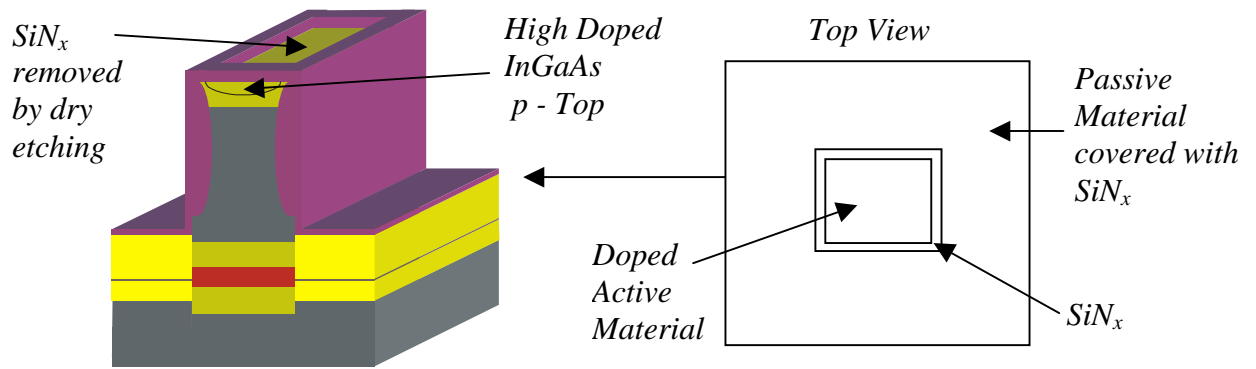 SiNx
removed
by dry
etching
High Doped
InGaAs
p - Top
Top View
Passive
Material
covered with
SiNx
Doped
Active
Material
SiNx